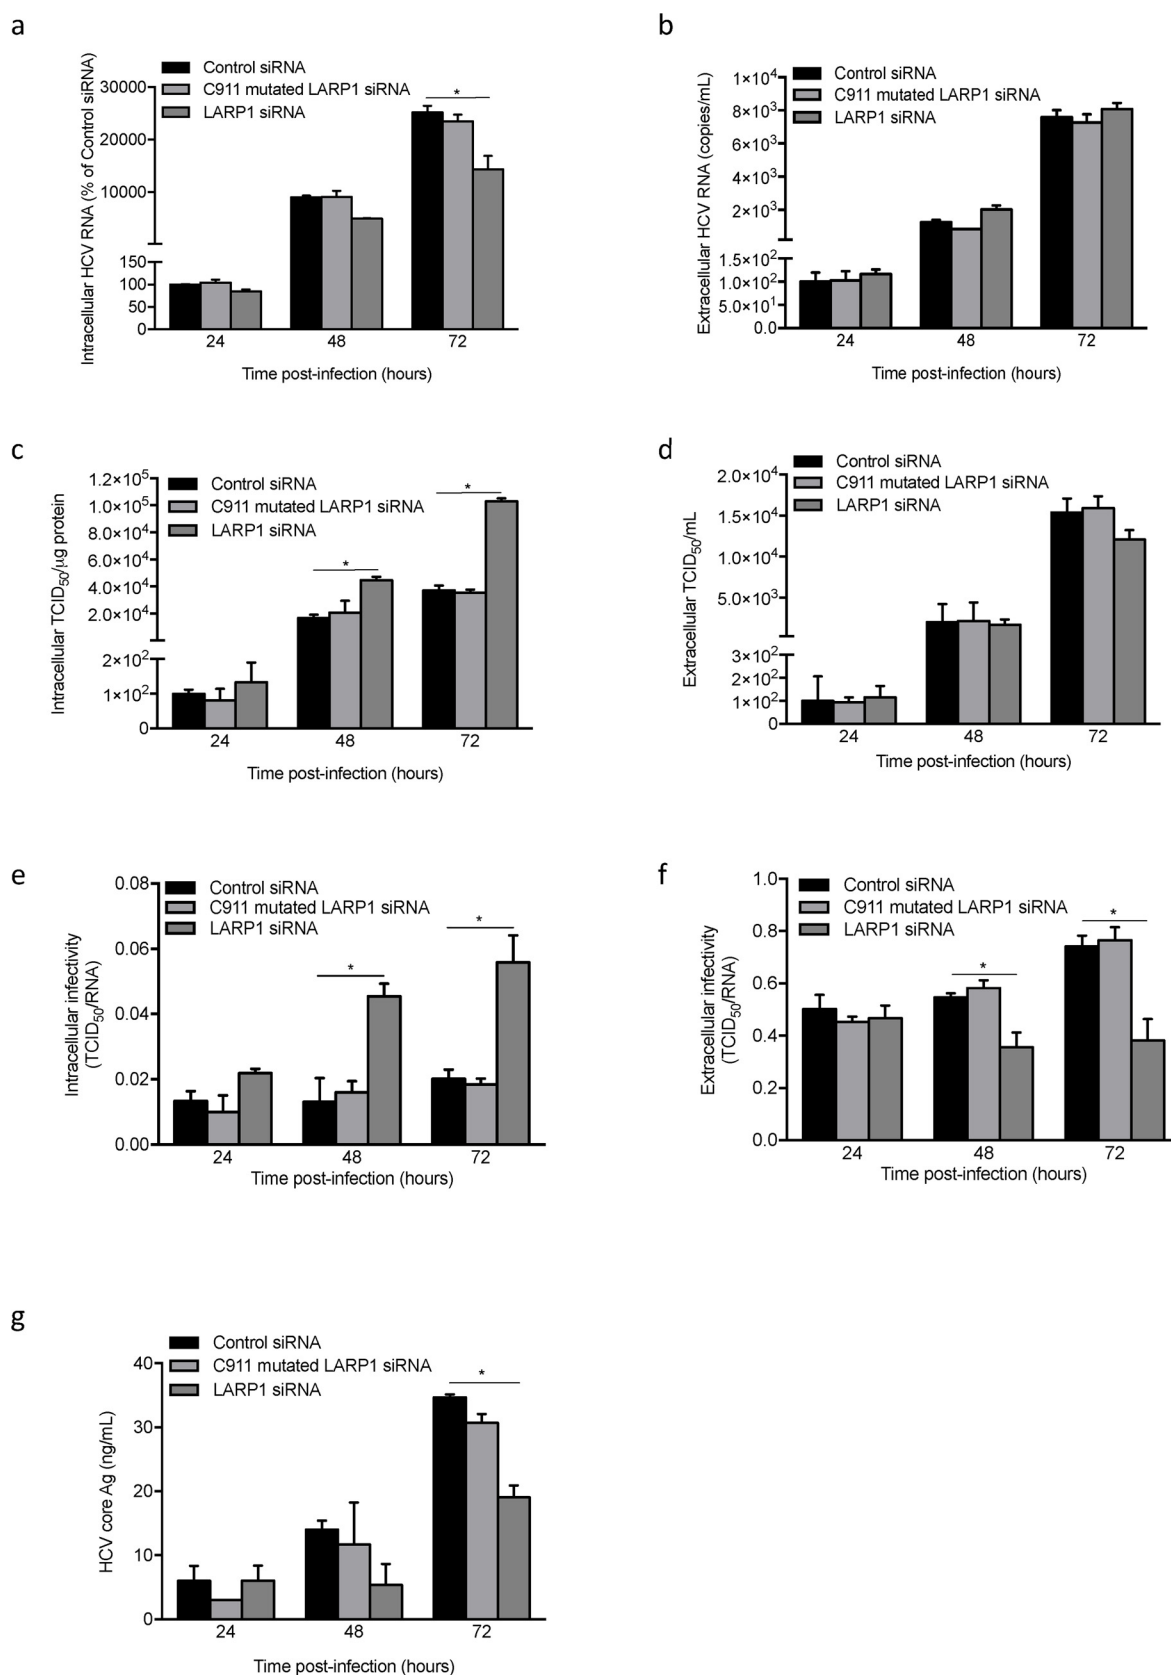 a
Intracellular HCV RNA (% of Control siRNA)
Control siRNA
C911 mutated LARP1 siRNA
LARP1 siRNA
*
30000
20000
10000
150
100
50
0
24 48 72
Time post-infection (hours)
b
Extracellular HCV RNA (copies/mL)
Control siRNA
C911 mutated LARP1 siRNA
LARP1 siRNA
1×10⁴
8×10³
6×10³
4×10³
2×10³
1.5×10²
1.0×10²
5.0×10¹
0.0
24 48 72
Time post-infection (hours)
c
Intracellular TCID₅₀/μg protein
Control siRNA
C911 mutated LARP1 siRNA
LARP1 siRNA
* *
1.2×10⁵
1.0×10⁵
8.0×10⁴
6.0×10⁴
4.0×10⁴
2.0×10⁴
2×10²
1×10²
0
24 48 72
Time post-infection (hours)
d
Extracellular TCID₅₀/mL
Control siRNA
C911 mutated LARP1 siRNA
LARP1 siRNA
2.0×10⁴
1.5×10⁴
1.0×10⁴
5.0×10³
3×10²
2×10²
1×10²
0
24 48 72
Time post-infection (hours)
e
Intracellular infectivity
(TCID₅₀/RNA)
Control siRNA
C911 mutated LARP1 siRNA
LARP1 siRNA
* *
0.08
0.06
0.04
0.02
0.00
24 48 72
Time post-infection (hours)
f
Extracellular infectivity
(TCID₅₀/RNA)
Control siRNA
C911 mutated LARP1 siRNA
LARP1 siRNA
* *
1.0
0.8
0.6
0.4
0.2
0.0
24 48 72
Time post-infection (hours)
g
HCV core Ag (ng/mL)
Control siRNA
C911 mutated LARP1 siRNA
LARP1 siRNA
*
40
30
20
10
0
24 48 72
Time post-infection (hours)